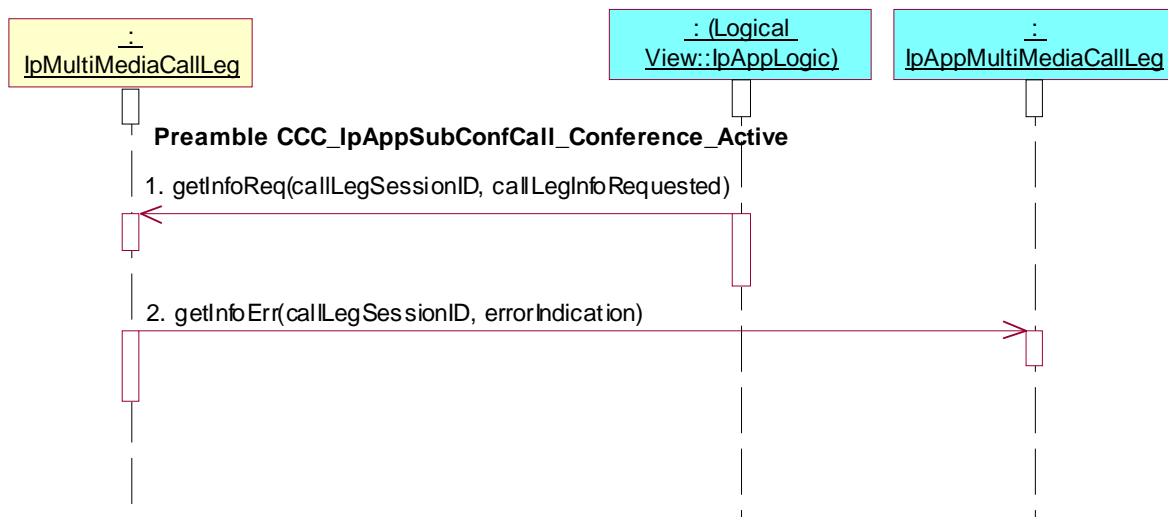 :
IpMultiMediaCallLeg
: (Logical
View::IpAppLogic)
:
IpAppMultiMediaCallLeg
Preamble CCC_IpAppSubConfCall_Conference_Active
1. getInfoReq(callLegSessionID, callLegInfoRequested)
2. getInfoErr(callLegSessionID, errorIndication)